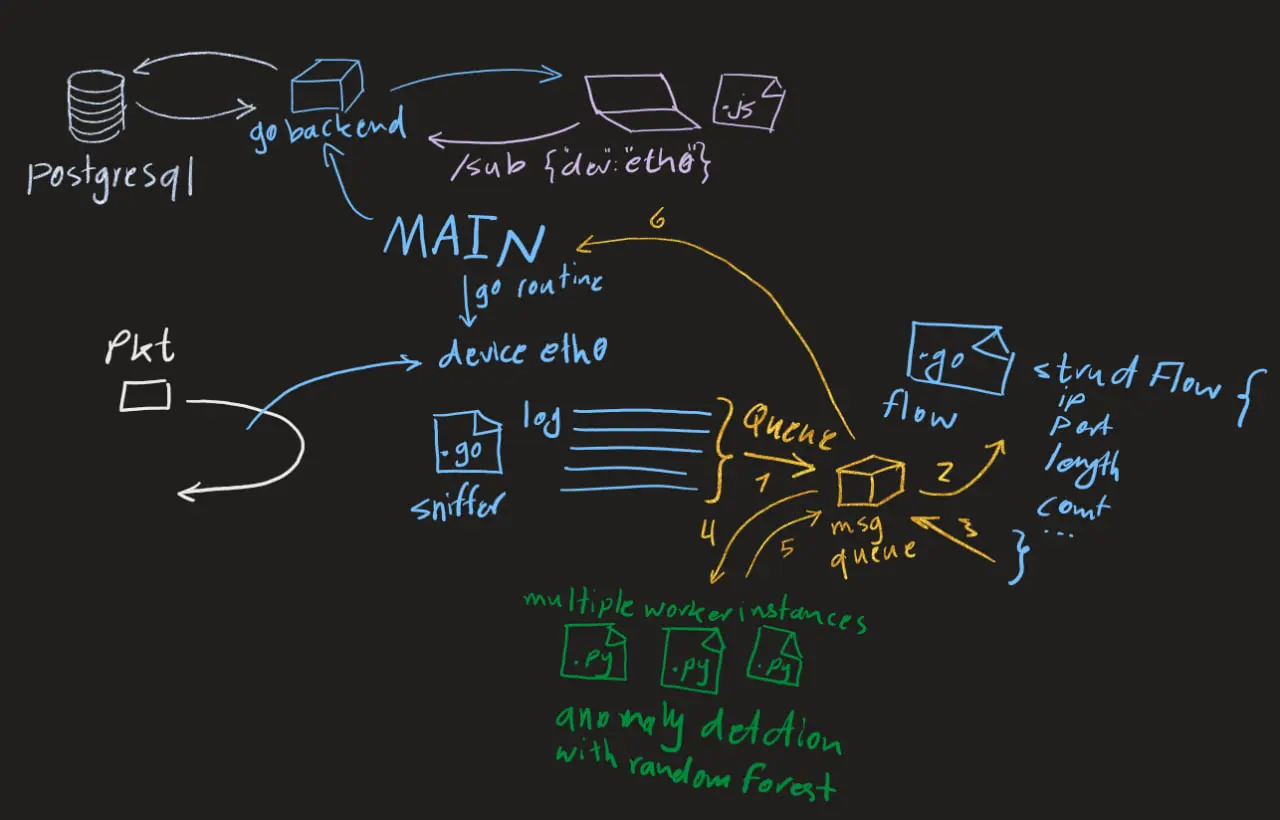 postgresql
go backend
.js
/sub {"dev":"eth0"}
MAIN
go routine
6
Pkt
device eth0
.go
flow
struct Flow {
ip
port
length
count
...
}
log
.go
sniffer
}
Queue
1
msg
queue
2
3
4
5
multiple worker instances
.py
.py
.py
anomaly detction
with random forest